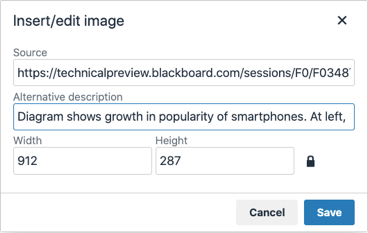 Insert/edit image
Source
https://technicalpreview.blackboard.com/sessions/F0/F0348
Alternative description
Diagram shows growth in popularity of smartphones. At left,
Width Height
912 287
Cancel Save